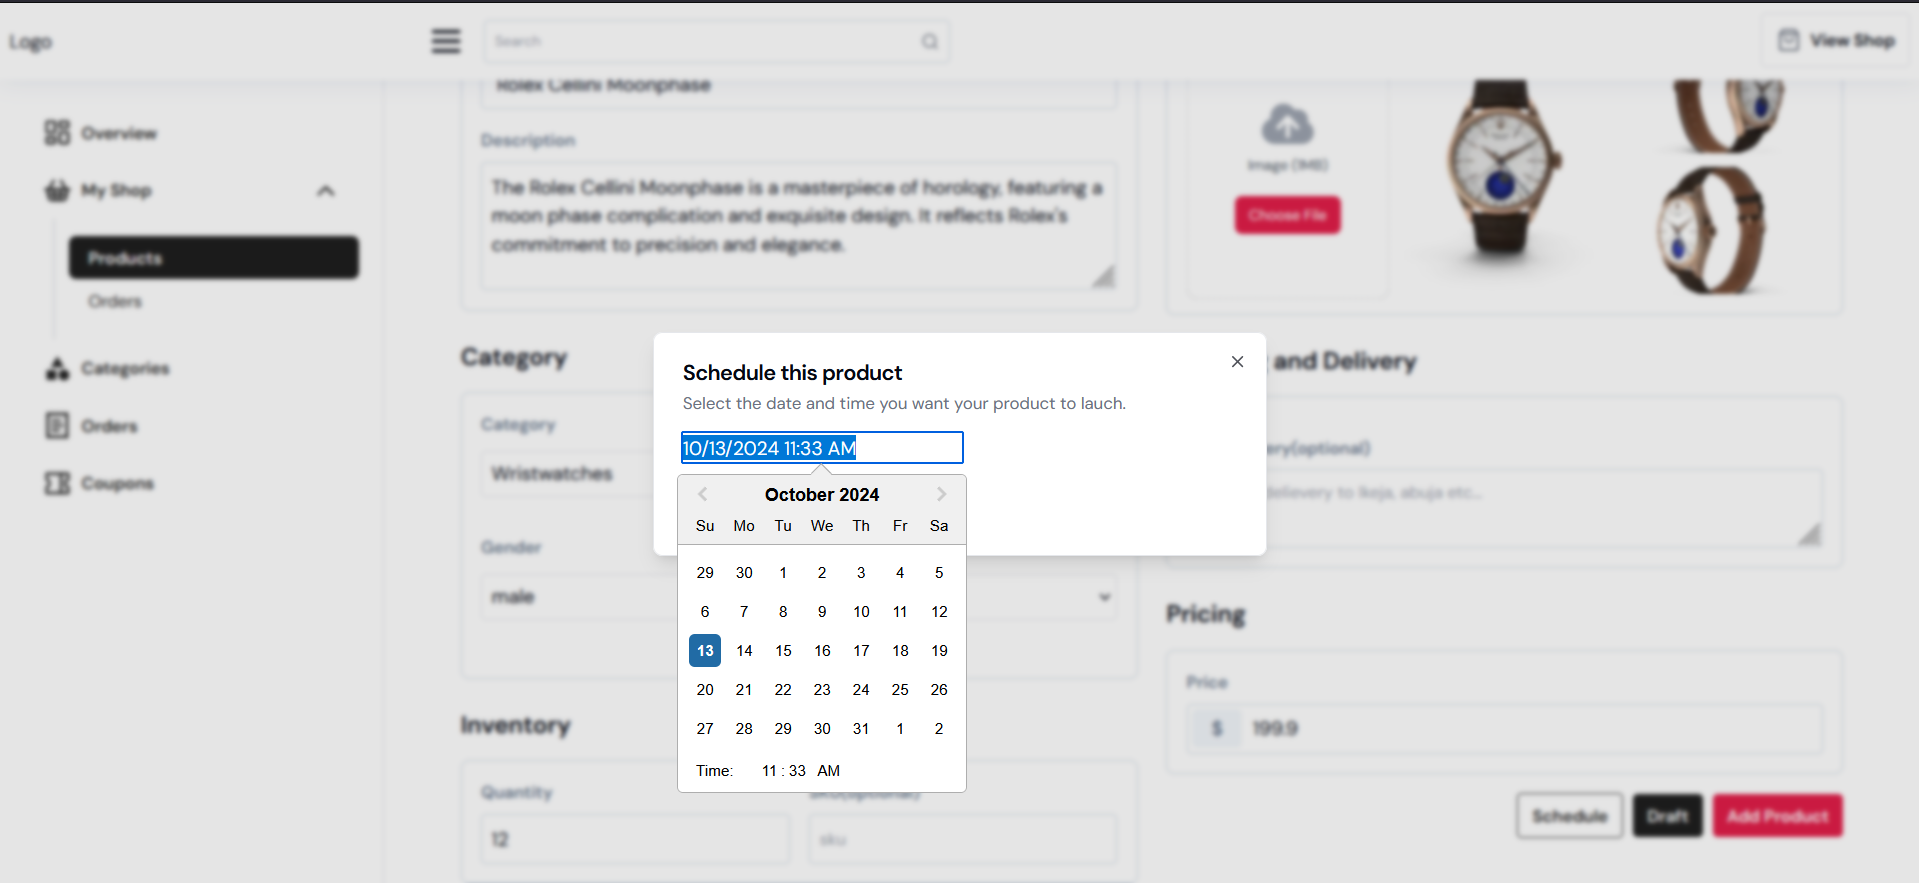 Logo
Search
View Shop
Overview
My Shop
Products
Orders
Categories
Orders
Coupons
Rolex Cellini Moonphase
Description
The Rolex Cellini Moonphase is a masterpiece of horology, featuring a
moon phase complication and exquisite design. It reflects Rolex's
commitment to precision and elegance.
Image (1MB)
Choose File
Category
Category
Wristwatches
Gender
male
Inventory
Quantity
12
sku(optional)
sku
Schedule this product
Select the date and time you want your product to lauch.
10/13/2024 11:33 AM
October 2024
Su Mo Tu We Th Fr Sa
29 30 1 2 3 4 5
6 7 8 9 10 11 12
13 14 15 16 17 18 19
20 21 22 23 24 25 26
27 28 29 30 31 1 2
Time: 11 : 33 AM
and Delivery
ery(optional)
delievery to Ikeja, abuja etc...
Pricing
Price
$ 199.9
Schedule
Draft
Add Product